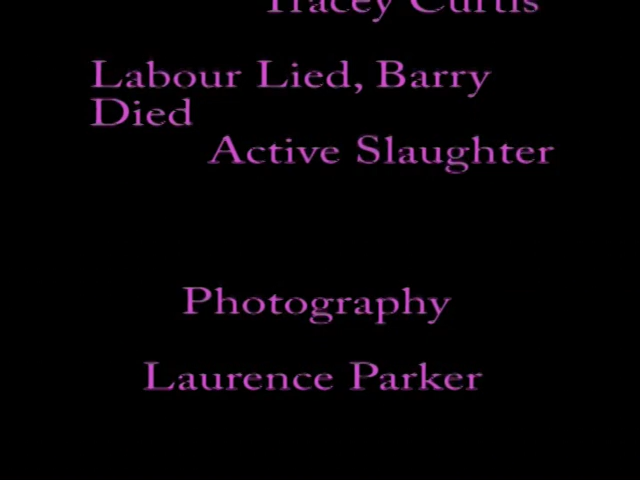 Tracey Curtis
Labour Lied, Barry
Died
Active Slaughter
Photography
Laurence Parker